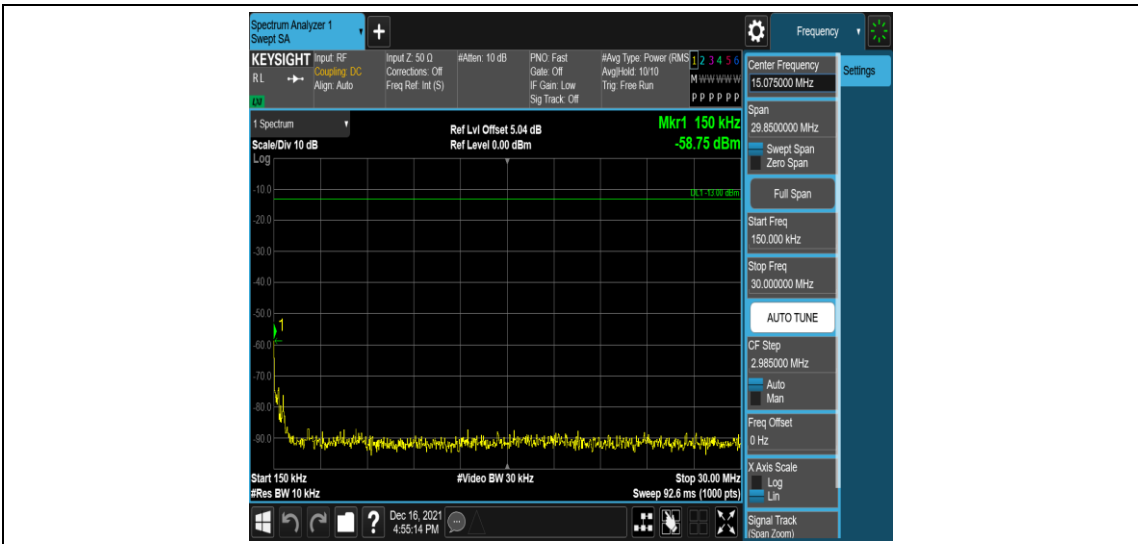 Spectrum Analyzer 1
Swept SA
+
Frequency
KEYSIGHT
RL
LXI
Input: RF
Coupling: DC
Align: Auto
Input Z: 50 Ω
Corrections: Off
Freq Ref: Int (S)
#Atten: 10 dB
PNO: Fast
Gate: Off
IF Gain: Low
Sig Track: Off
#Avg Type: Power (RMS
Avg|Hold: 10/10
Trig: Free Run
1 2 3 4 5 6
M W W W W W
P P P P P P
Center Frequency
15.075000 MHz
Settings
Span
29.8500000 MHz
Swept Span
Zero Span
Full Span
Start Freq
150.000 kHz
Stop Freq
30.000000 MHz
AUTO TUNE
CF Step
2.985000 MHz
Auto
Man
Freq Offset
0 Hz
X Axis Scale
Log
Lin
Signal Track
(Span Zoom)
1 Spectrum
Scale/Div 10 dB
Log
Ref Lvl Offset 5.04 dB
Ref Level 0.00 dBm
Mkr1 150 kHz
-58.75 dBm
DL1 -13.00 dBm
-10.0
-20.0
-30.0
-40.0
-50.0
1
-60.0
-70.0
-80.0
-90.0
Start 150 kHz
#Video BW 30 kHz
Stop 30.00 MHz
#Res BW 10 kHz
Sweep 92.6 ms (1000 pts)
?
Dec 16, 2021
4:55:14 PM